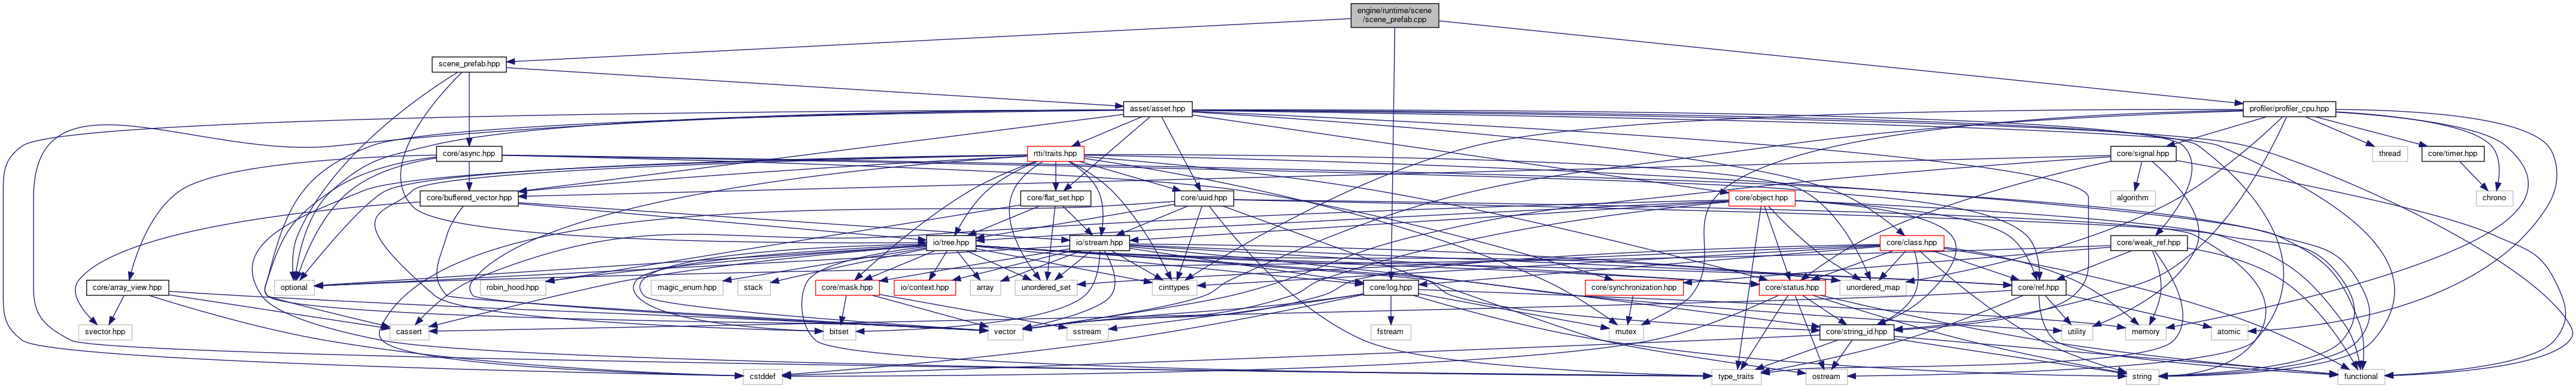 engine/runtime/scene
/scene_prefab.cpp
scene_prefab.hpp
asset/asset.hpp
profiler/profiler_cpu.hpp
core/async.hpp
rtti/traits.hpp
core/signal.hpp
thread
core/timer.hpp
core/buffered_vector.hpp
core/flat_set.hpp
core/uuid.hpp
core/object.hpp
algorithm
chrono
io/tree.hpp
io/stream.hpp
core/class.hpp
core/weak_ref.hpp
core/array_view.hpp
optional
robin_hood.hpp
magic_enum.hpp
stack
core/mask.hpp
io/context.hpp
array
unordered_set
cinttypes
core/log.hpp
core/synchronization.hpp
core/status.hpp
unordered_map
core/ref.hpp
svector.hpp
cassert
bitset
vector
sstream
fstream
mutex
core/string_id.hpp
utility
memory
atomic
cstddef
type_traits
ostream
string
functional